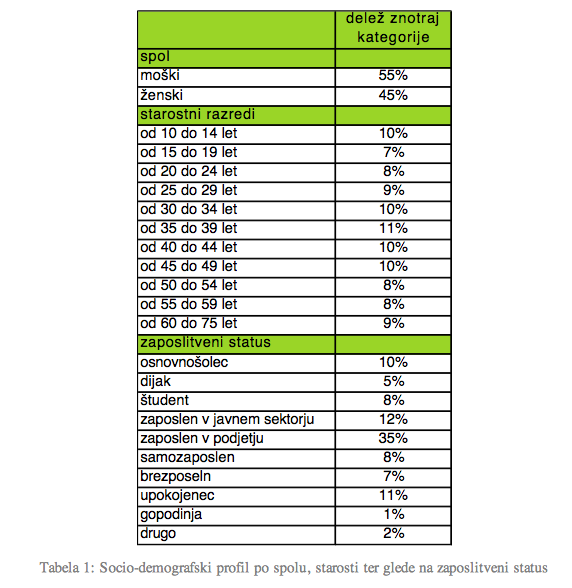 delež znotraj
kategorije
spol
moški 55%
ženski 45%
starostni razredi
od 10 do 14 let 10%
od 15 do 19 let 7%
od 20 do 24 let 8%
od 25 do 29 let 9%
od 30 do 34 let 10%
od 35 do 39 let 11%
od 40 do 44 let 10%
od 45 do 49 let 10%
od 50 do 54 let 8%
od 55 do 59 let 8%
od 60 do 75 let 9%
zaposlitveni status
osnovnošolec 10%
dijak 5%
študent 8%
zaposlen v javnem sektorju 12%
zaposlen v podjetju 35%
samozaposlen 8%
brezposeln 7%
upokojenec 11%
gopodinja 1%
drugo 2%
Tabela 1: Socio-demografski profil po spolu, starosti ter glede na zaposlitveni status